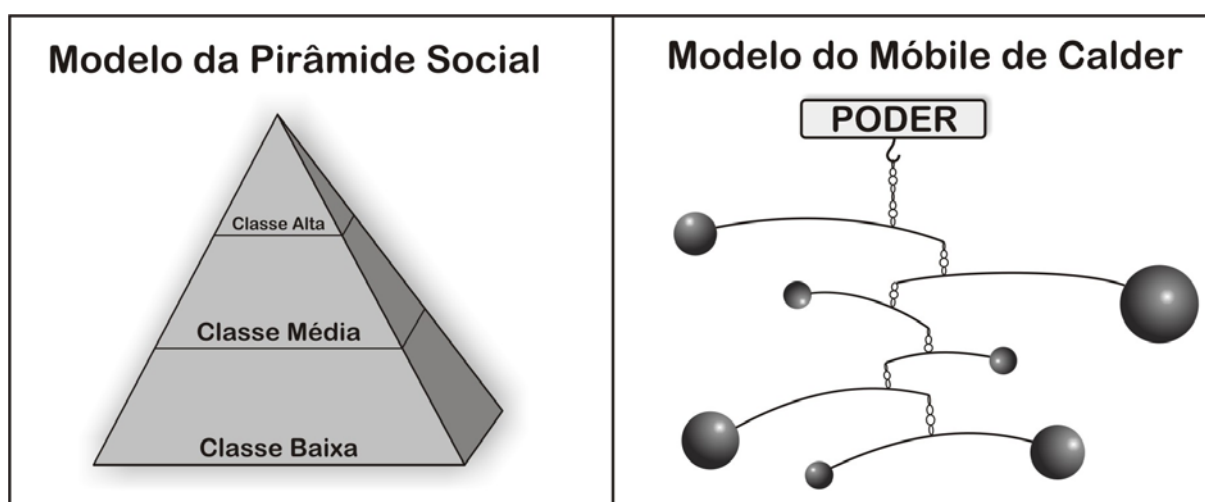 Modelo da Pirâmide Social
Classe Alta
Classe Média
Classe Baixa
Modelo do Móbile de Calder
PODER